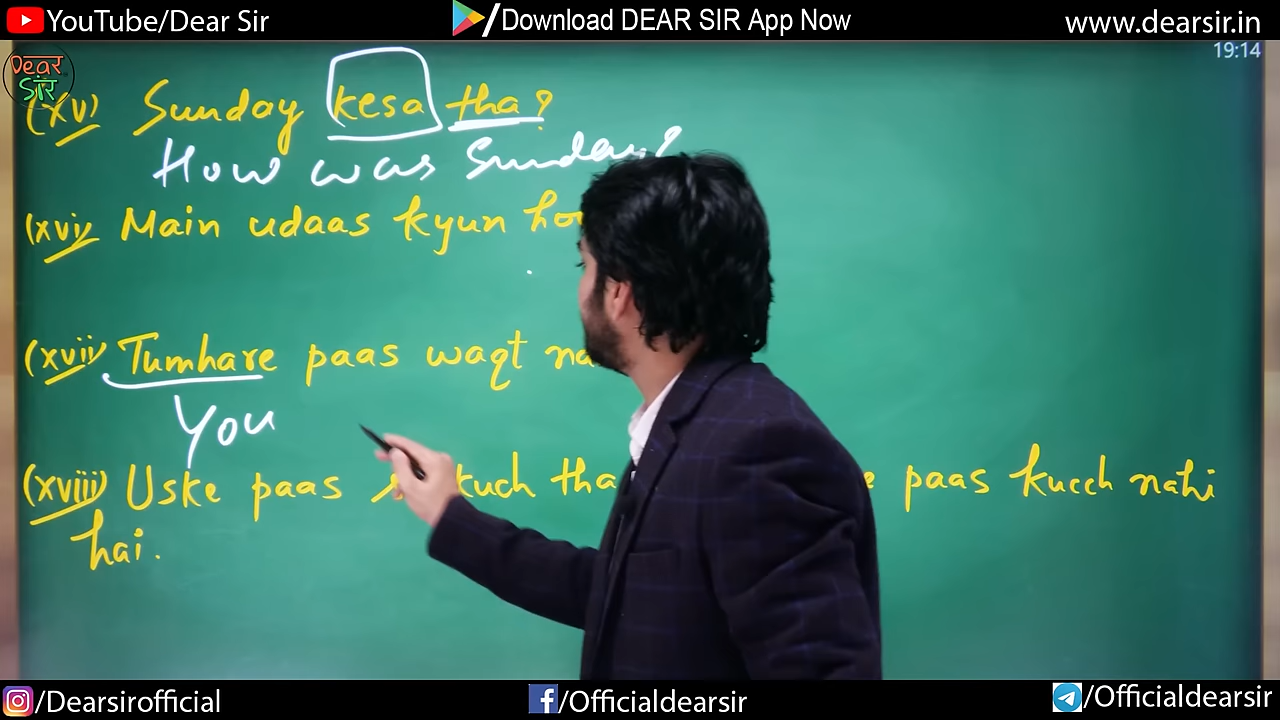 YouTube/Dear Sir
/Download DEAR SIR App Now
www.dearsir.in
19:14
Dear
सर
(xv) Sunday kesa tha?
How was Sunday?
(xvi) Main udaas kyun
(xvii) Tumhare paas waqt
You
(xviii) Uske paas kuch tha paas kucch nahi
hai.
/Dearsirofficial
/Officialdearsir
/Officialdearsir